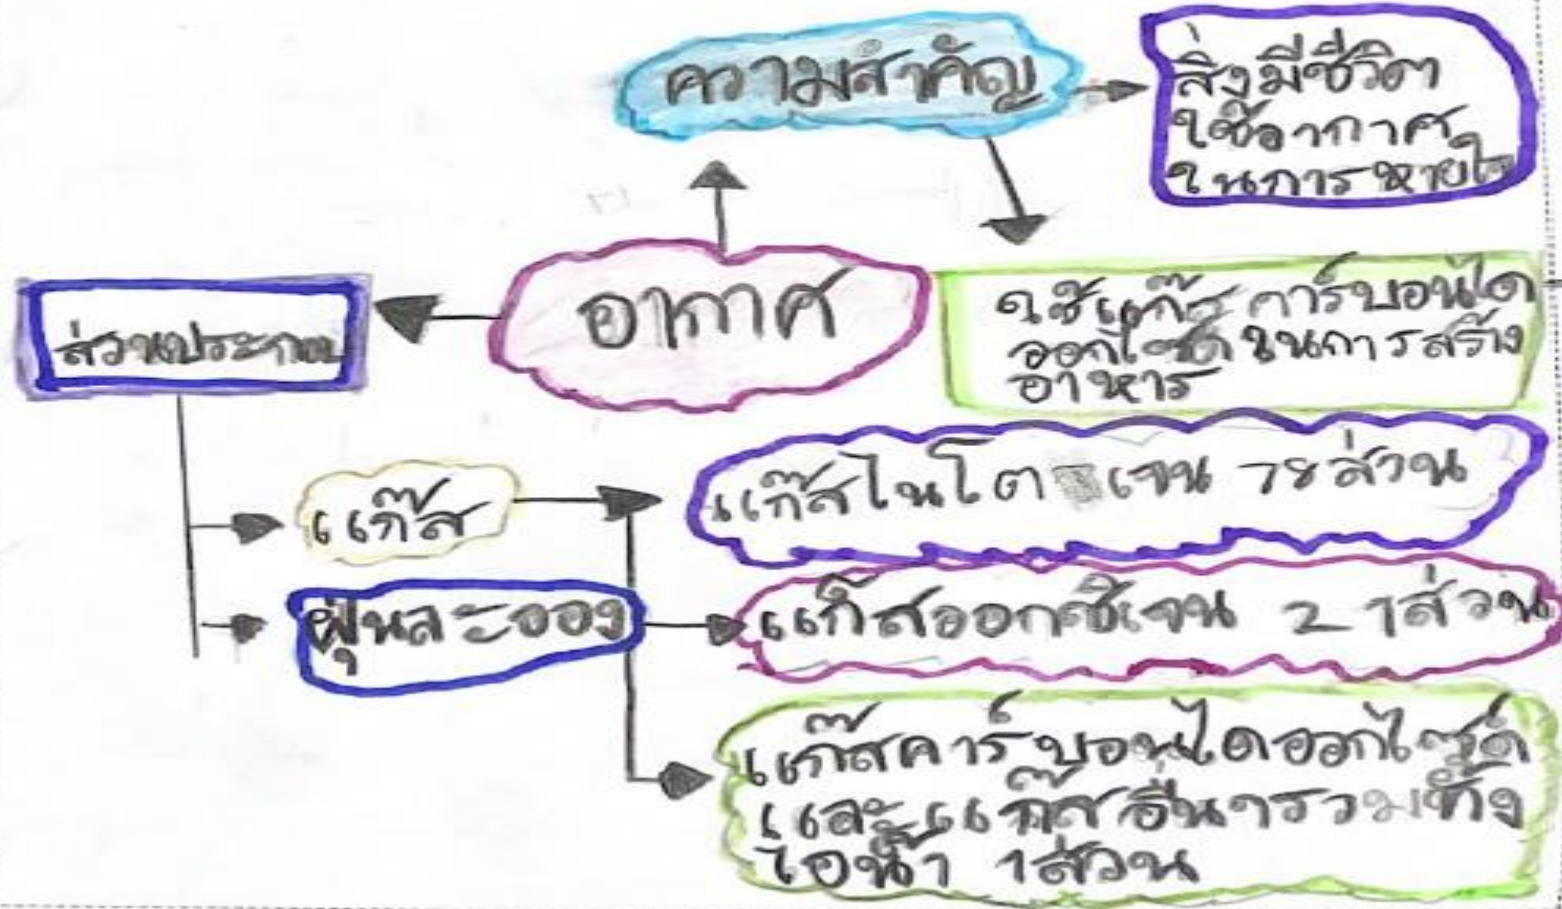 ความสำคัญ
สิ่งมีชีวิต
ใช้อากาศ
ในการหายใจ
อากาศ
ส่วนประกอบ
ใช้แก๊สคาร์บอนได
ออกไซด์ในการสร้าง
อาหาร
แก๊ส
แก๊สไนโตรเจน 78 ส่วน
ฝุ่นละออง
แก๊สออกซิเจน 21 ส่วน
แก๊สคาร์บอนไดออกไซด์
และแก๊สอื่นๆรวมทั้ง
ไอน้ำ 1 ส่วน